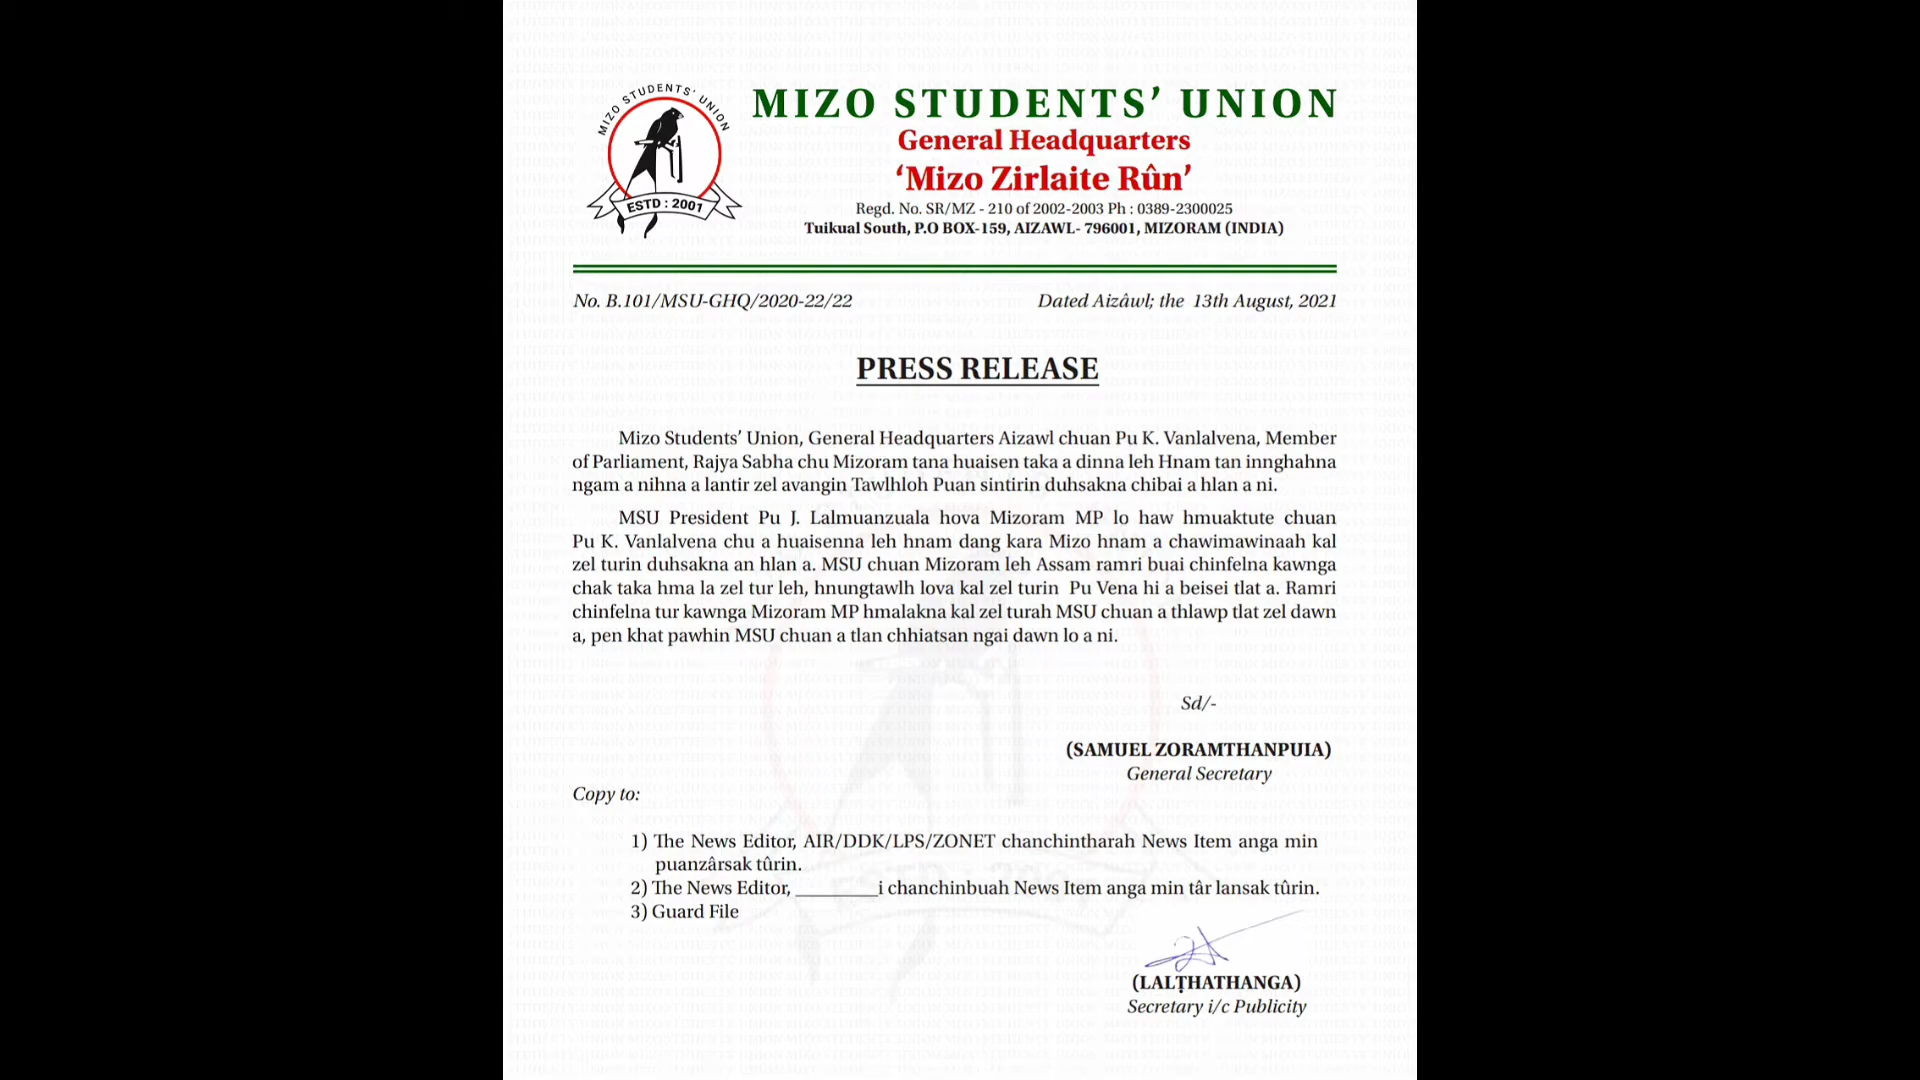 MIZO STUDENTS' UNION
ESTD : 2001
MIZO STUDENTS' UNION
General Headquarters
‘Mizo Zirlaite Rûn’
Regd. No. SR/MZ - 210 of 2002-2003 Ph : 0389-2300025
Tuikual South, P.O BOX-159, AIZAWL- 796001, MIZORAM (INDIA)
No. B.101/MSU-GHQ/2020-22/22
Dated Aizâwl; the 13th August, 2021
PRESS RELEASE
Mizo Students’ Union, General Headquarters Aizawl chuan Pu K. Vanlalvena, Member
of Parliament, Rajya Sabha chu Mizoram tana huaisen taka a dinna leh Hnam tan innghahna
ngam a nihna a lantir zel avangin Tawlhloh Puan sintirin duhsakna chibai a hlan a ni.
MSU President Pu J. Lalmuanzuala hova Mizoram MP lo haw hmuaktute chuan
Pu K. Vanlalvena chu a huaisenna leh hnam dang kara Mizo hnam a chawimawinaah kal
zel turin duhsakna an hlan a. MSU chuan Mizoram leh Assam ramri buai chinfelna kawnga
chak taka hma la zel tur leh, hnungtawlh lova kal zel turin Pu Vena hi a beisei tlat a. Ramri
chinfelna tur kawnga Mizoram MP hmalakna kal zel turah MSU chuan a thlawp tlat zel dawn
a, pen khat pawhin MSU chuan a tlan chhiatsan ngai dawn lo a ni.
Sd/-
(SAMUEL ZORAMTHANPUIA)
General Secretary
Copy to:
1) The News Editor, AIR/DDK/LPS/ZONET chanchintharah News Item anga min
puanzârsak tûrin.
2) The News Editor, _________i chanchinbuah News Item anga min târ lansak tûrin.
3) Guard File
(LALṬHATHANGA)
Secretary i/c Publicity